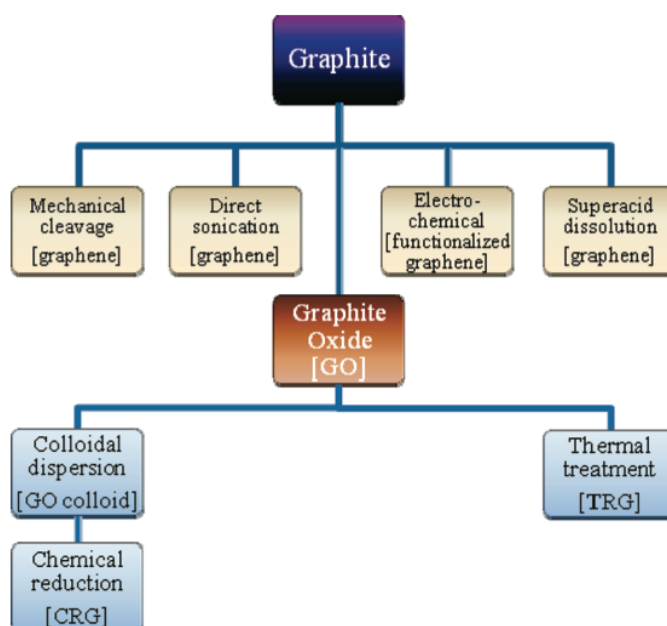 Graphite
Mechanical
cleavage
[graphene]
Direct
sonication
[graphene]
Electro-
chemical
[functionalized
graphene]
Superacid
dissolution
[graphene]
Graphite
Oxide
[GO]
Colloidal
dispersion
[GO colloid]
Thermal
treatment
[TRG]
Chemical
reduction
[CRG]